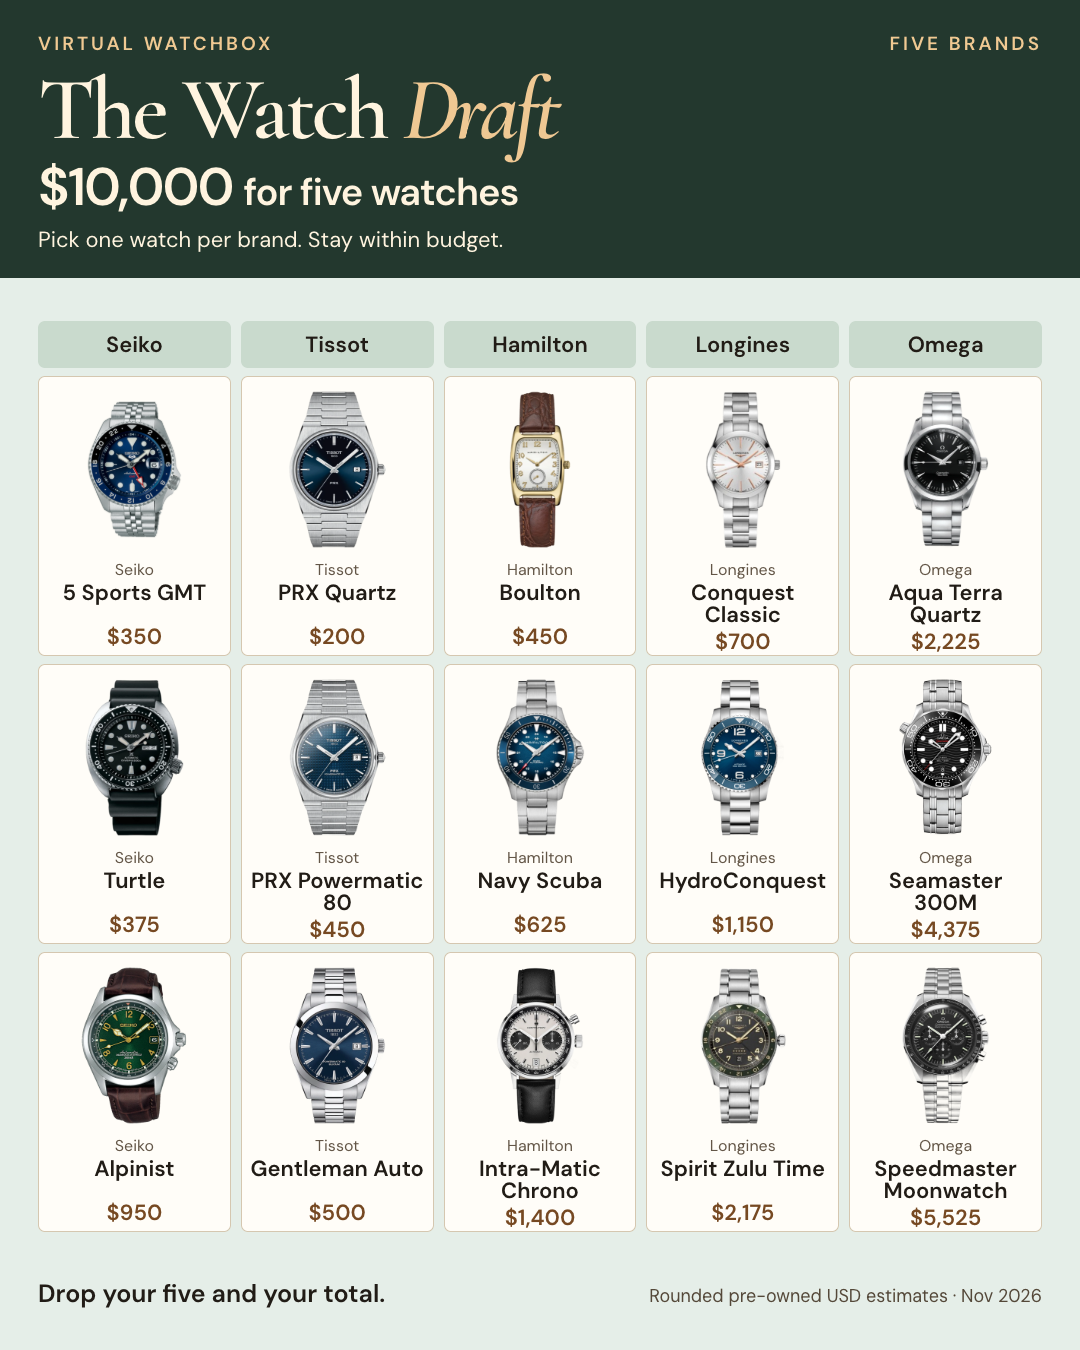 VIRTUAL WATCHBOX
FIVE BRANDS
The Watch Draft
$10,000 for five watches
Pick one watch per brand. Stay within budget.
Seiko
Tissot
Hamilton
Longines
Omega
Seiko
5 Sports GMT
$350
Tissot
PRX Quartz
$200
Hamilton
Boulton
$450
Longines
Conquest
Classic
$700
Omega
Aqua Terra
Quartz
$2,225
Seiko
Turtle
$375
Tissot
PRX Powermatic
80
$450
Hamilton
Navy Scuba
$625
Longines
HydroConquest
$1,150
Omega
Seamaster
300M
$4,375
Seiko
Alpinist
$950
Tissot
Gentleman Auto
$500
Hamilton
Intra-Matic
Chrono
$1,400
Longines
Spirit Zulu Time
$2,175
Omega
Speedmaster
Moonwatch
$5,525
Drop your five and your total.
Rounded pre-owned USD estimates · Nov 2026